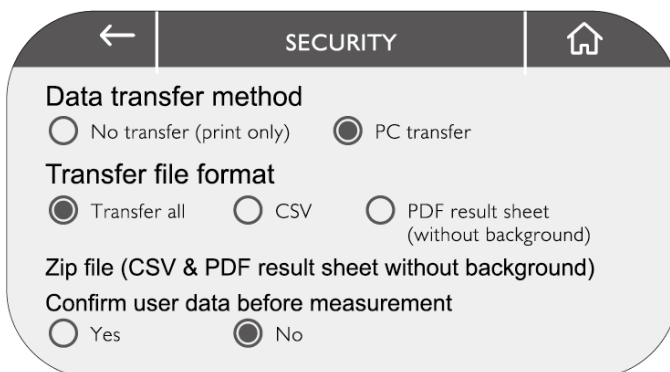 SECURITY
Data transfer method
No transfer (print only) PC transfer
Transfer file format
Transfer all CSV PDF result sheet
(without background)
Zip file (CSV & PDF result sheet without background)
Confirm user data before measurement
Yes No